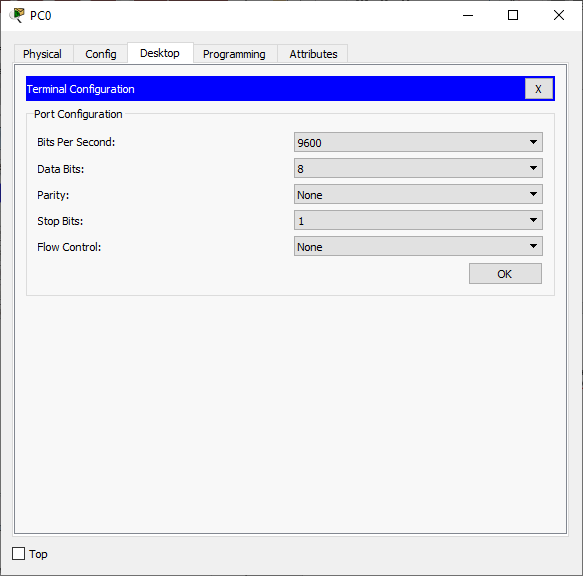 PC0
Physical Config Desktop Programming Attributes
Terminal Configuration X
Port Configuration
Bits Per Second: 9600
Data Bits: 8
Parity: None
Stop Bits: 1
Flow Control: None
OK
Top